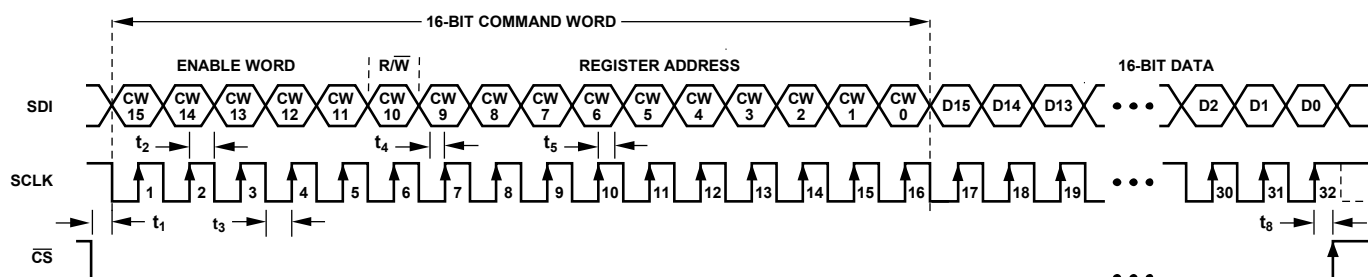 16-BIT COMMAND WORD
ENABLE WORD R/W̅ REGISTER ADDRESS 16-BIT DATA
SDI CW 15 CW 14 CW 13 CW 12 CW 11 CW 10 CW 9 CW 8 CW 7 CW 6 CW 5 CW 4 CW 3 CW 2 CW 1 CW 0 D15 D14 D13 ••• D2 D1 D0
t2 t4 t5
SCLK 1 2 3 4 5 6 7 8 9 10 11 12 13 14 15 16 17 18 19 ••• 30 31 32
t1 t3 t8
C̅S̅ •••